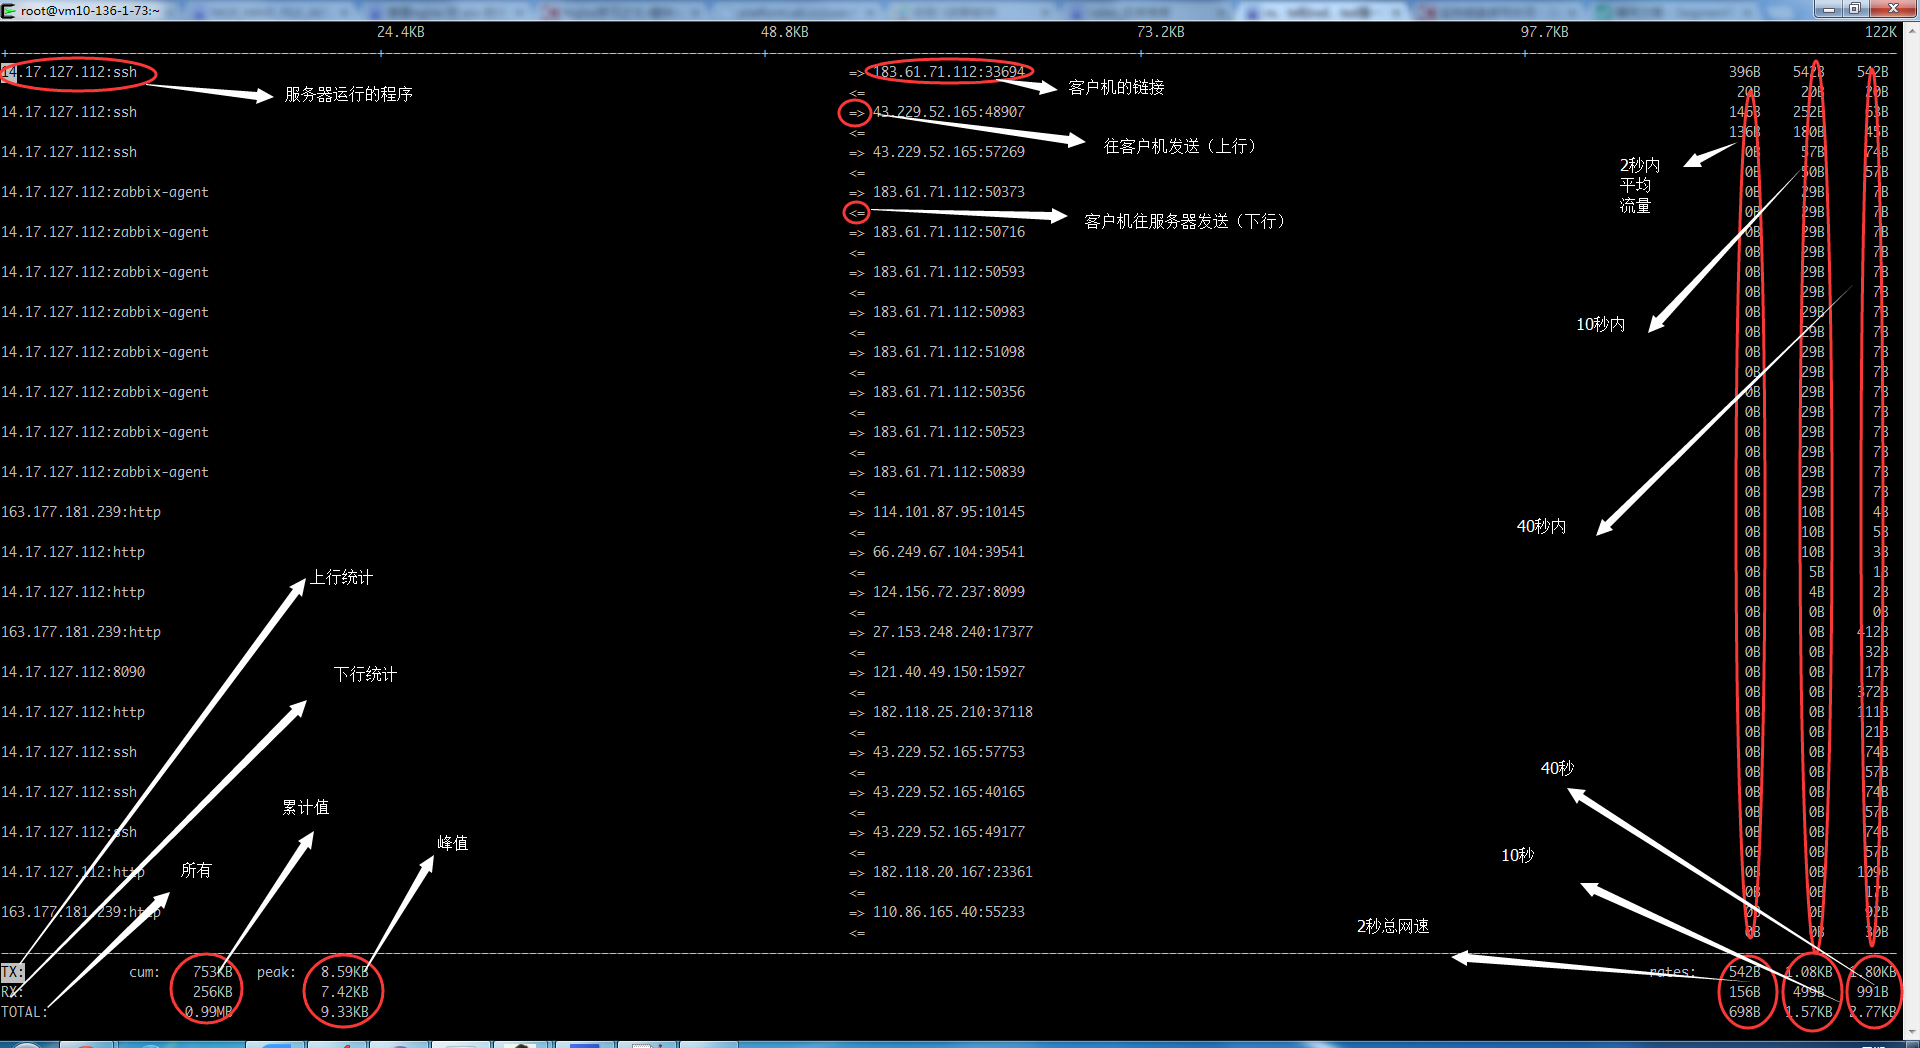 root@vm10-136-1-73:~
24.4KB 48.8KB 73.2KB 97.7KB 122K
14.17.127.112:ssh => 183.61.71.112:33694 396B 542B 542B
服务器运行的程序
客户机的链接
<= 20B 20B 20B
14.17.127.112:ssh => 43.229.52.165:48907 146B 252B 63B
<= 136B 180B 45B
往客户机发送（上行）
14.17.127.112:ssh => 43.229.52.165:57269 0B 57B 74B
<= 0B 50B 57B
2秒内
平均
流量
14.17.127.112:zabbix-agent => 183.61.71.112:50373 0B 29B 7B
<= 0B 29B 7B
客户机往服务器发送（下行）
14.17.127.112:zabbix-agent => 183.61.71.112:50716 0B 29B 7B
<= 0B 29B 7B
14.17.127.112:zabbix-agent => 183.61.71.112:50593 0B 29B 7B
<= 0B 29B 7B
14.17.127.112:zabbix-agent => 183.61.71.112:50983 0B 29B 7B
10秒内
<= 0B 29B 7B
14.17.127.112:zabbix-agent => 183.61.71.112:51098 0B 29B 7B
<= 0B 29B 7B
14.17.127.112:zabbix-agent => 183.61.71.112:50356 0B 29B 7B
<= 0B 29B 7B
14.17.127.112:zabbix-agent => 183.61.71.112:50523 0B 29B 7B
<= 0B 29B 7B
14.17.127.112:zabbix-agent => 183.61.71.112:50839 0B 29B 7B
<= 0B 29B 7B
163.177.181.239:http => 114.101.87.95:10145 0B 10B 4B
40秒内
<= 0B 10B 5B
14.17.127.112:http => 66.249.67.104:39541 0B 10B 3B
<= 0B 5B 1B
上行统计
14.17.127.112:http => 124.156.72.237:8099 0B 4B 2B
<= 0B 0B 0B
163.177.181.239:http => 27.153.248.240:17377 0B 0B 412B
<= 0B 0B 32B
14.17.127.112:8090 => 121.40.49.150:15927 0B 0B 17B
下行统计
<= 0B 0B 372B
14.17.127.112:http => 182.118.25.210:37118 0B 0B 111B
<= 0B 0B 21B
14.17.127.112:ssh => 43.229.52.165:57753 0B 0B 74B
40秒
<= 0B 0B 57B
14.17.127.112:ssh => 43.229.52.165:40165 0B 0B 74B
累计值
<= 0B 0B 57B
14.17.127.112:ssh => 43.229.52.165:49177 0B 0B 74B
峰值
<= 0B 0B 57B
10秒
14.17.127.112:http => 182.118.20.167:23361 0B 0B 109B
所有
<= 0B 0B 17B
163.177.181.239:http => 110.86.165.40:55233 0B 0B 92B
2秒总网速
<= 0B 0B 30B
TX: cum: 753KB peak: 8.59KB rates: 542B 1.08KB 1.80KB
RX: 256KB 7.42KB 156B 499B 991B
TOTAL: 0.99MB 9.33KB 698B 1.57KB 2.77KB